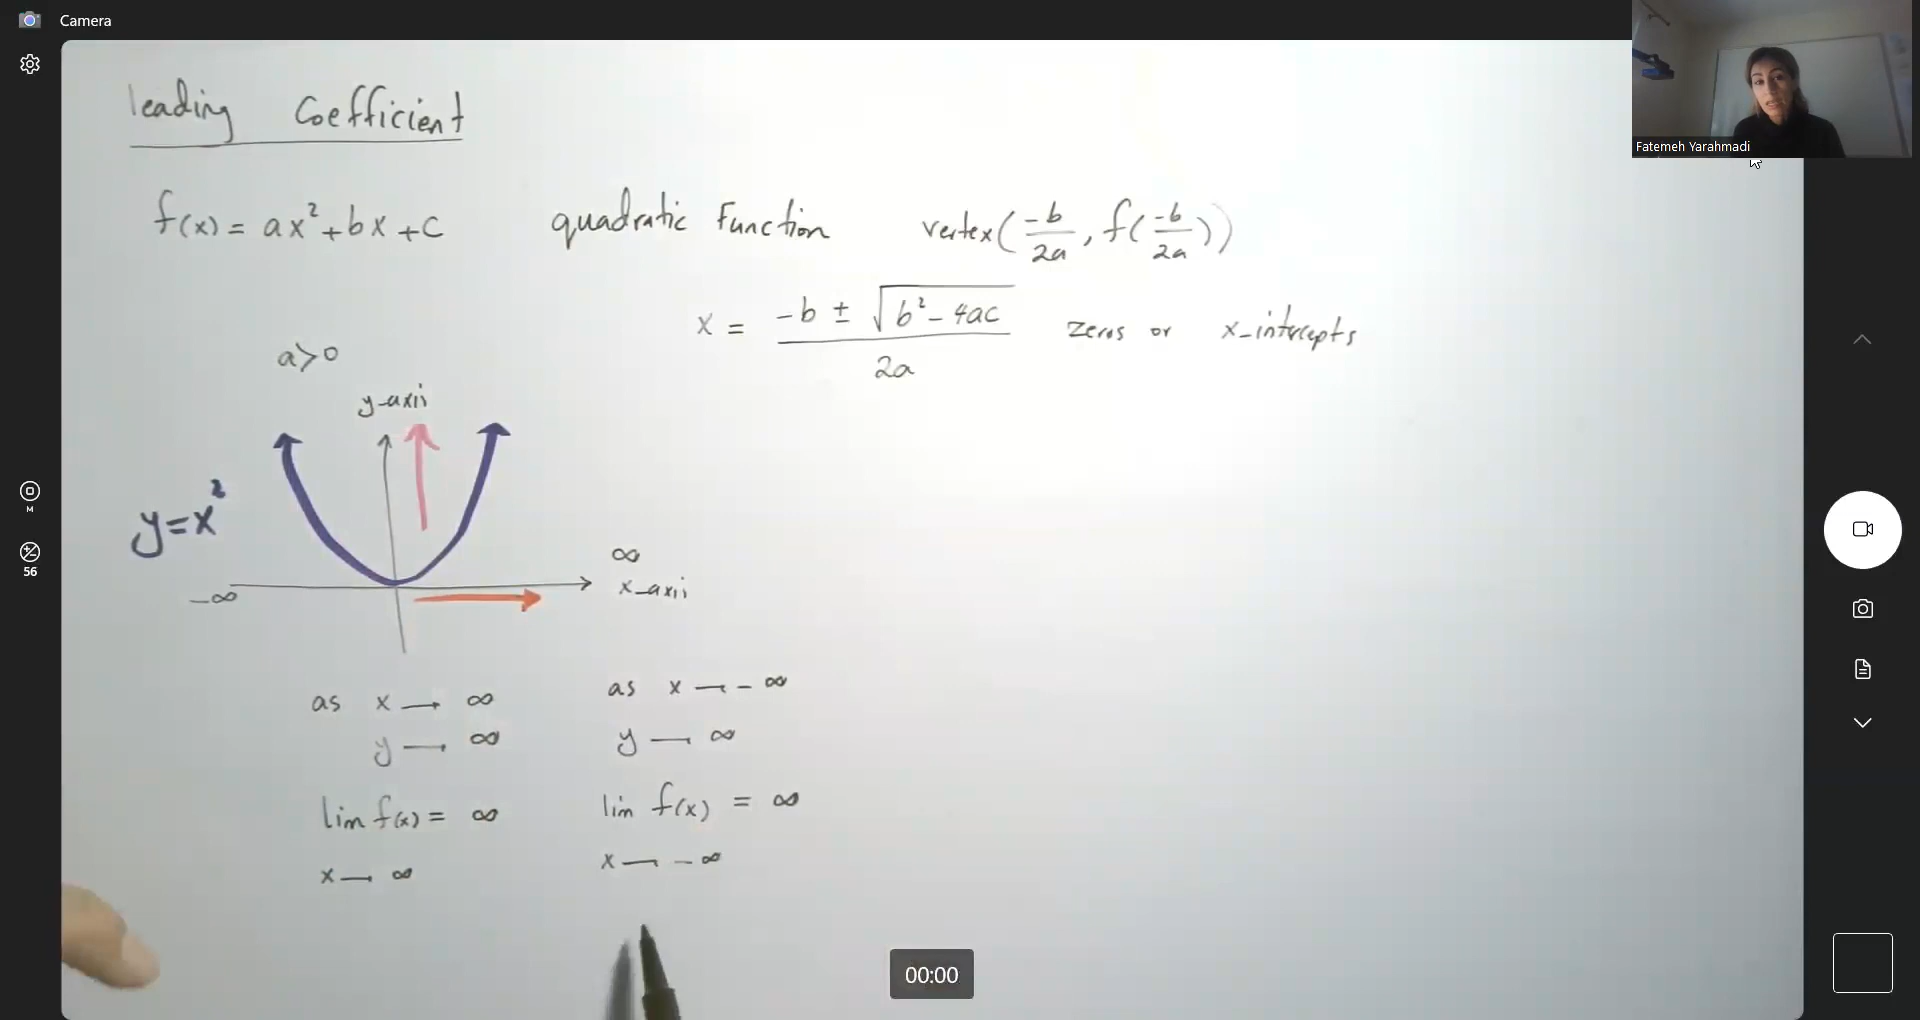 Camera
Fatemeh Yarahmadi
leading Coefficient
f(x) = ax²+bx+c quadratic Function vertex(-b/2a, f(-b/2a))
x = (-b ± √(b²-4ac))/2a zeros or x-intercepts
a>0
y-axis
y=x²
∞
-∞ x-axis
as x → ∞ as x → -∞
y → ∞ y → ∞
lim f(x) = ∞ lim f(x) = ∞
x → ∞ x → -∞
M
56
00:00